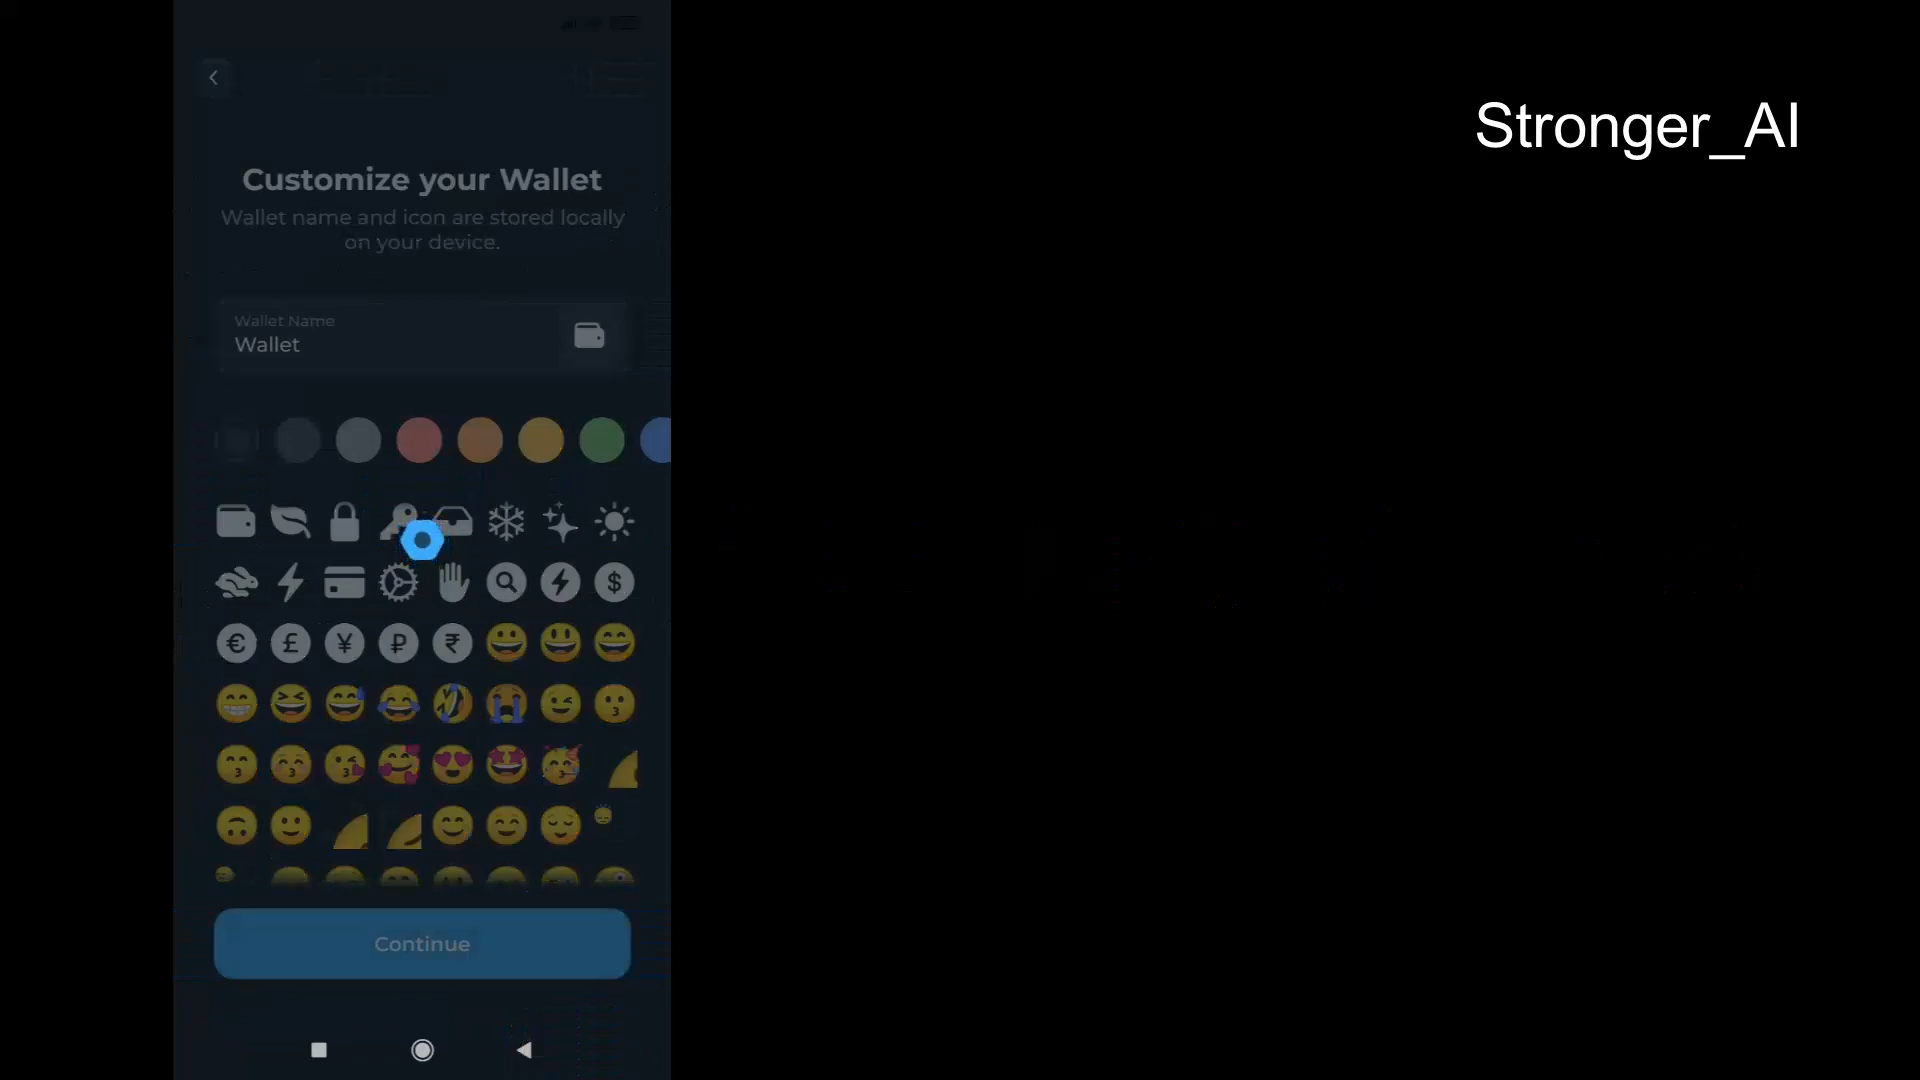 Stronger_AI
Customize your Wallet
Wallet name and icon are stored locally
on your device.
Wallet Name
Wallet
$
€ £ ¥ ₽ ₹
Continue